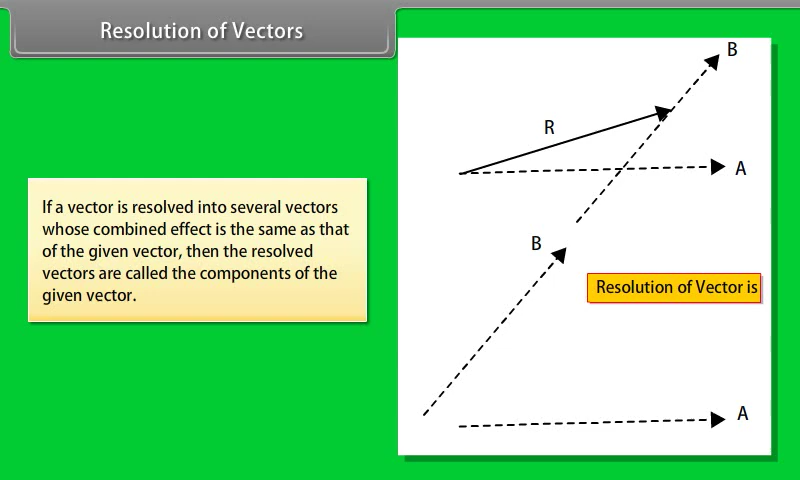 Resolution of Vectors
If a vector is resolved into several vectors
whose combined effect is the same as that
of the given vector, then the resolved
vectors are called the components of the
given vector.
B
R
A
B
Resolution of Vector is
A